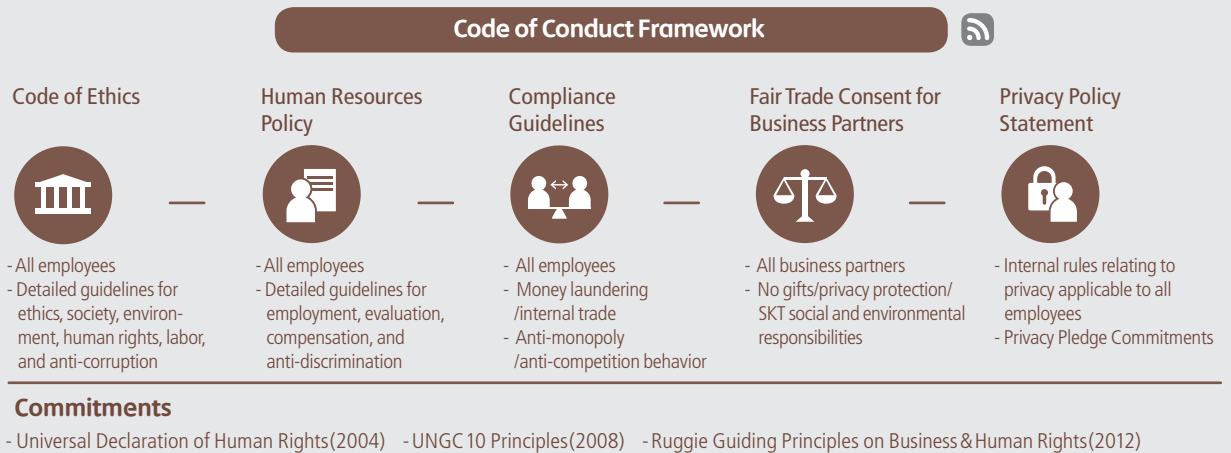 Code of Conduct Framework
Code of Ethics
- All employees
- Detailed guidelines for
ethics, society, environ-
ment, human rights, labor,
and anti-corruption
Human Resources
Policy
- All employees
- Detailed guidelines for
employment, evaluation,
compensation, and
anti-discrimination
Compliance
Guidelines
- All employees
- Money laundering
/internal trade
- Anti-monopoly
/anti-competition behavior
Fair Trade Consent for
Business Partners
- All business partners
- No gifts/privacy protection/
SKT social and environmental
responsibilities
Privacy Policy
Statement
- Internal rules relating to
privacy applicable to all
employees
- Privacy Pledge Commitments
Commitments
- Universal Declaration of Human Rights(2004) - UNGC 10 Principles(2008) - Ruggie Guiding Principles on Business & Human Rights(2012)